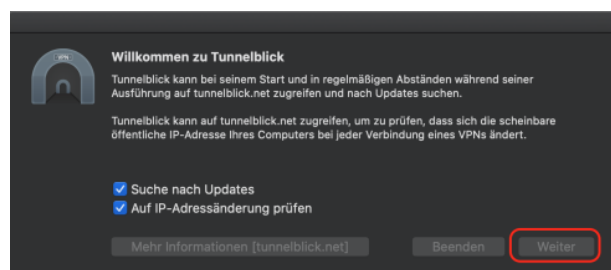 VPN
Willkommen zu Tunnelblick
Tunnelblick kann bei seinem Start und in regelmäßigen Abständen während seiner
Ausführung auf tunnelblick.net zugreifen und nach Updates suchen.
Tunnelblick kann auf tunnelblick.net zugreifen, um zu prüfen, dass sich die scheinbare
öffentliche IP-Adresse Ihres Computers bei jeder Verbindung eines VPNs ändert.
Suche nach Updates
Auf IP-Adressänderung prüfen
Mehr Informationen [tunnelblick.net] Beenden Weiter